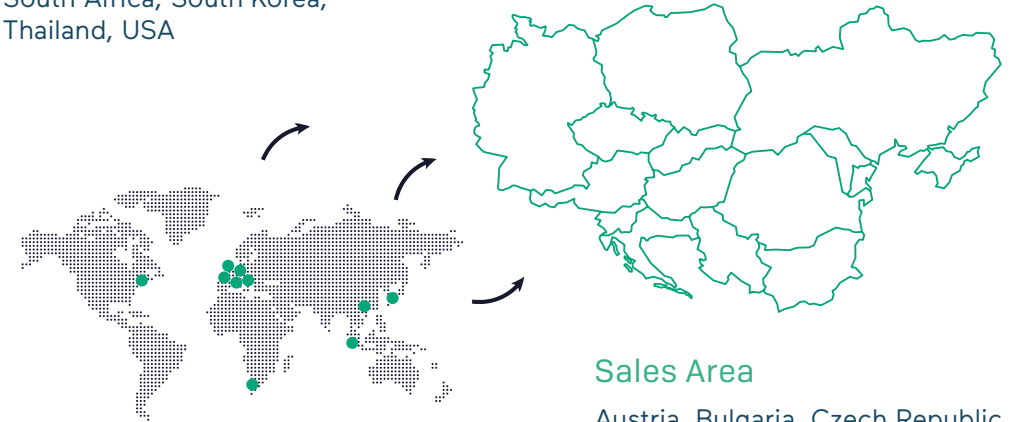 South Africa, South Korea,
Thailand, USA
Sales Area
Austria, Bulgaria, Czech Republic